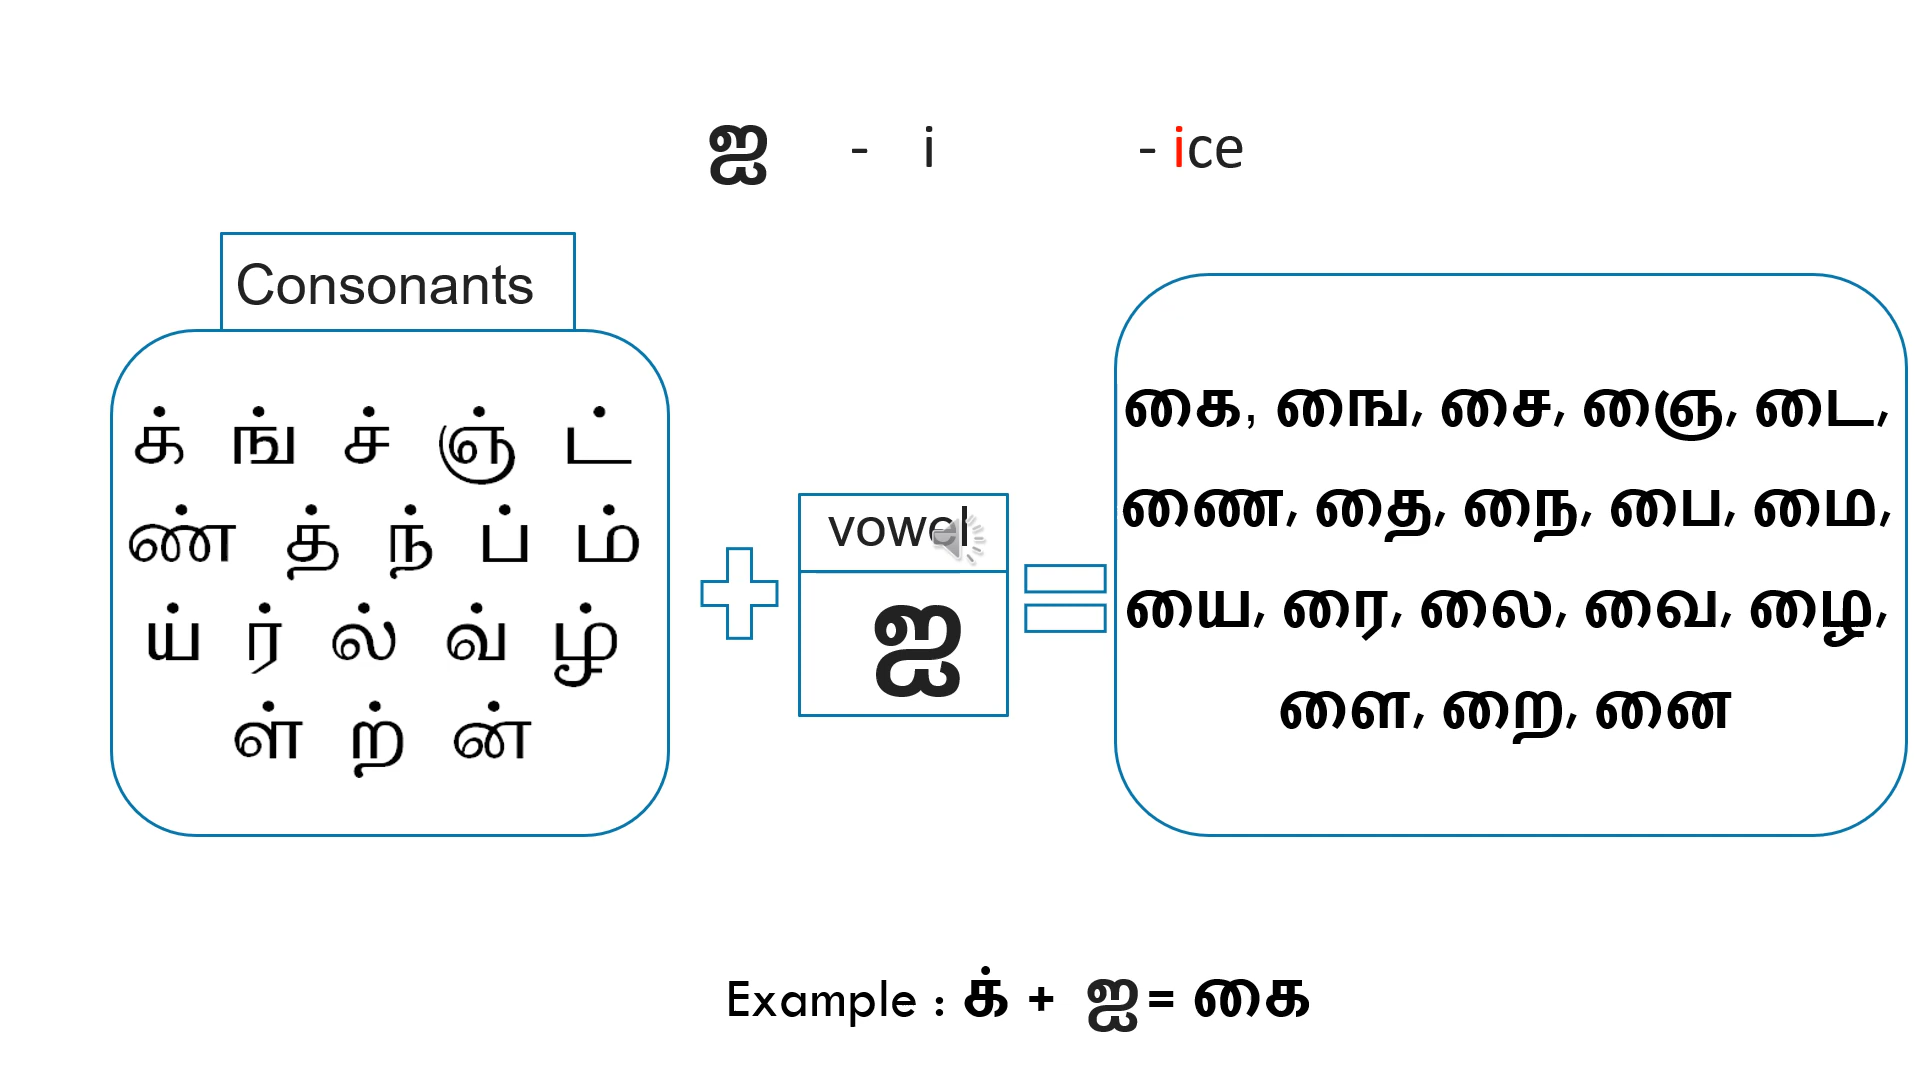 ஐ - i - ice
Consonants
க் ங் ச் ஞ் ட்
ண் த் ந் ப் ம்
ய் ர் ல் வ் ழ்
ள் ற் ன்
vowel
ஐ
கை, ஙை, சை, ஞை, டை,
ணை, தை, நை, பை, மை,
யை, ரை, லை, வை, ழை,
ளை, றை, னை
Example : க் + ஐ = கை